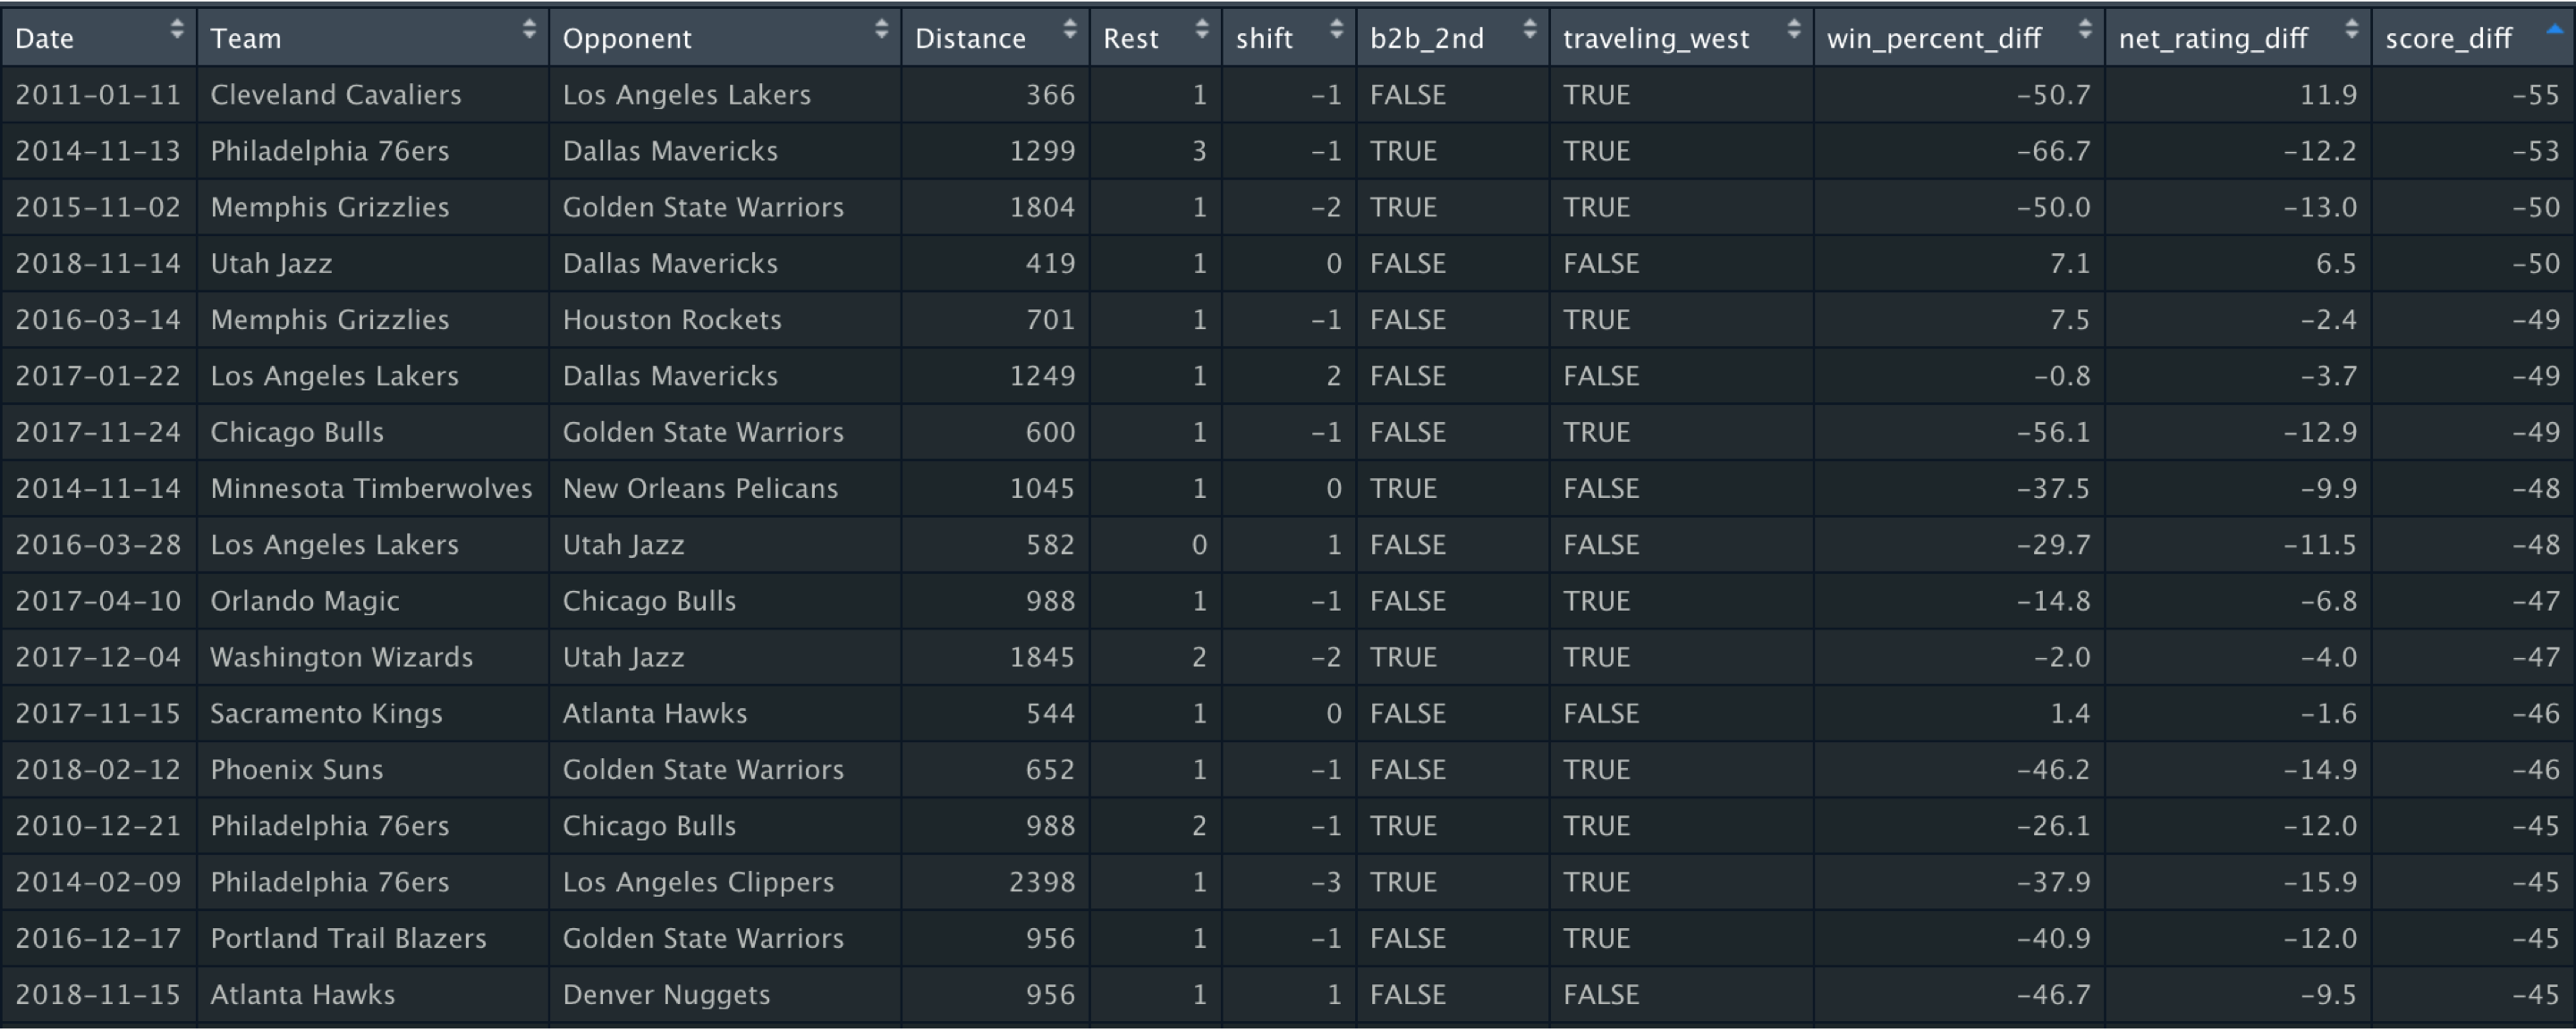 Date Team Opponent Distance Rest shift b2b_2nd traveling_west win_percent_diff net_rating_diff score_diff
2011-01-11 Cleveland Cavaliers Los Angeles Lakers 366 1 -1 FALSE TRUE -50.7 11.9 -55
2014-11-13 Philadelphia 76ers Dallas Mavericks 1299 3 -1 TRUE TRUE -66.7 -12.2 -53
2015-11-02 Memphis Grizzlies Golden State Warriors 1804 1 -2 TRUE TRUE -50.0 -13.0 -50
2018-11-14 Utah Jazz Dallas Mavericks 419 1 0 FALSE FALSE 7.1 6.5 -50
2016-03-14 Memphis Grizzlies Houston Rockets 701 1 -1 FALSE TRUE 7.5 -2.4 -49
2017-01-22 Los Angeles Lakers Dallas Mavericks 1249 1 2 FALSE FALSE -0.8 -3.7 -49
2017-11-24 Chicago Bulls Golden State Warriors 600 1 -1 FALSE TRUE -56.1 -12.9 -49
2014-11-14 Minnesota Timberwolves New Orleans Pelicans 1045 1 0 TRUE FALSE -37.5 -9.9 -48
2016-03-28 Los Angeles Lakers Utah Jazz 582 0 1 FALSE FALSE -29.7 -11.5 -48
2017-04-10 Orlando Magic Chicago Bulls 988 1 -1 FALSE TRUE -14.8 -6.8 -47
2017-12-04 Washington Wizards Utah Jazz 1845 2 -2 TRUE TRUE -2.0 -4.0 -47
2017-11-15 Sacramento Kings Atlanta Hawks 544 1 0 FALSE FALSE 1.4 -1.6 -46
2018-02-12 Phoenix Suns Golden State Warriors 652 1 -1 FALSE TRUE -46.2 -14.9 -46
2010-12-21 Philadelphia 76ers Chicago Bulls 988 2 -1 TRUE TRUE -26.1 -12.0 -45
2014-02-09 Philadelphia 76ers Los Angeles Clippers 2398 1 -3 TRUE TRUE -37.9 -15.9 -45
2016-12-17 Portland Trail Blazers Golden State Warriors 956 1 -1 FALSE TRUE -40.9 -12.0 -45
2018-11-15 Atlanta Hawks Denver Nuggets 956 1 1 FALSE FALSE -46.7 -9.5 -45